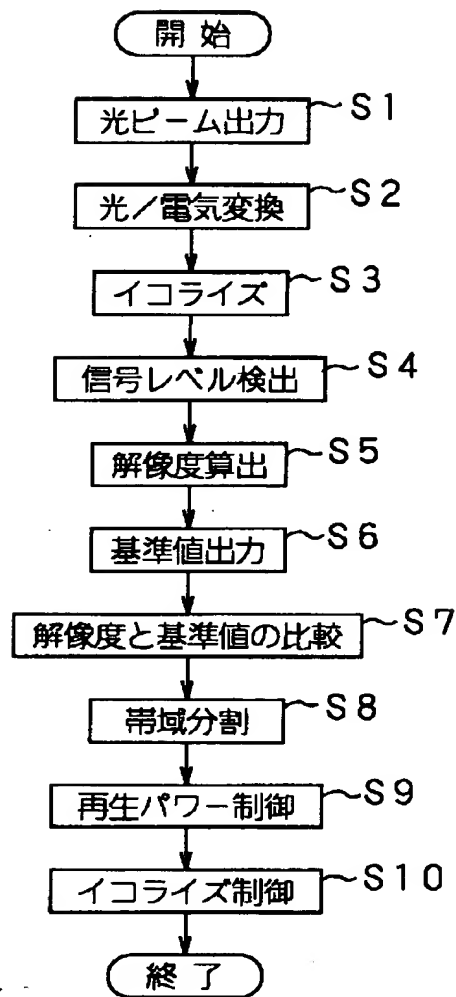 開始
光ビーム出力 S1
光／電気変換 S2
イコライズ S3
信号レベル検出 S4
解像度算出 S5
基準値出力 S6
解像度と基準値の比較 S7
帯域分割 S8
再生パワー制御 S9
イコライズ制御 S10
終了